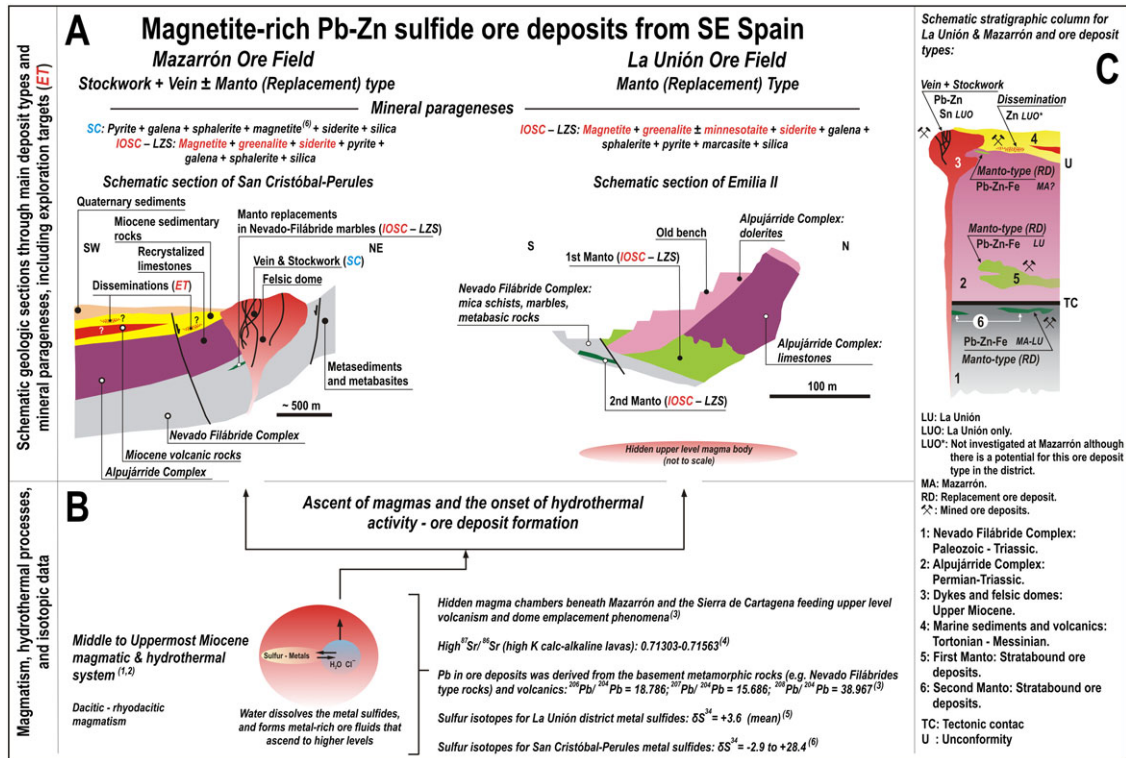 Schematic geologic sections through main deposit types and
mineral parageneses, including exploration targets (ET)
A
Magnetite-rich Pb-Zn sulfide ore deposits from SE Spain
Mazarrón Ore Field
Stockwork + Vein ± Manto (Replacement) type
La Unión Ore Field
Manto (Replacement) Type
Mineral parageneses
SC: Pyrite + galena + sphalerite + magnetite(6) + siderite + silica
IOSC – LZS: Magnetite + greenalite + siderite + pyrite +
galena + sphalerite + silica
IOSC – LZS: Magnetite + greenalite ± minnesotaite + siderite + galena +
sphalerite + pyrite + marcasite + silica
Schematic section of San Cristóbal-Perules
Quaternary sediments
Miocene sedimentary
rocks
SW
Recrystalized
limestones
Disseminations (ET)
Manto replacements
in Nevado-Filábride marbles (IOSC – LZS)
NE
Vein & Stockwork (SC)
Felsic dome
?
?
?
?
Metasediments
and metabasites
~ 500 m
Nevado Filábride Complex
Miocene volcanic rocks
Alpujárride Complex
Schematic section of Emilia II
Alpujárride Complex:
dolerites
Old bench
S
N
1st Manto (IOSC – LZS)
Nevado Filábride Complex:
mica schists, marbles,
metabasic rocks
Alpujárride Complex:
limestones
2nd Manto (IOSC – LZS)
100 m
Hidden upper level magma body
(not to scale)
Magmatism, hydrothermal processes,
and isotopic data
B
Ascent of magmas and the onset of hydrothermal
activity - ore deposit formation
Middle to Uppermost Miocene
magmatic & hydrothermal
system (1,2)
Dacitic - rhyodacitic
magmatism
Sulfur - Metals
H2O Cl–
Water dissolves the metal sulfides,
and forms metal-rich ore fluids that
ascend to higher levels
Hidden magma chambers beneath Mazarrón and the Sierra de Cartagena feeding upper level
volcanism and dome emplacement phenomena(3)
High87Sr/ 86Sr (high K calc-alkaline lavas): 0.71303-0.71563(4)
Pb in ore deposits was derived from the basement metamorphic rocks (e.g. Nevado Filábrides
type rocks) and volcanics: 206Pb/ 204Pb = 18.786; 207Pb/ 204Pb = 15.686; 208Pb/ 204Pb = 38.967(3)
Sulfur isotopes for La Unión district metal sulfides: δS34= +3.6 (mean)(5)
Sulfur isotopes for San Cristóbal-Perules metal sulfides: δS34= -2.9 to +28.4(6)
Schematic stratigraphic column for
La Unión & Mazarrón and ore deposit
types:
C
Vein + Stockwork
Pb-Zn
Sn LUO
Dissemination
Zn LUO*
4
U
3
Manto-type (RD)
Pb-Zn-Fe MA?
Manto-type (RD)
Pb-Zn-Fe LU
2
5
TC
6
Pb-Zn-Fe MA-LU
Manto-type (RD)
1
LU: La Unión
LUO: La Unión only.
LUO*: Not investigated at Mazarrón although
there is a potential for this ore deposit
type in the district.
MA: Mazarrón.
RD: Replacement ore deposit.
: Mined ore deposits.
1: Nevado Filábride Complex:
Paleozoic - Triassic.
2: Alpujárride Complex:
Permian-Triassic.
3: Dykes and felsic domes:
Upper Miocene.
4: Marine sediments and volcanics:
Tortonian - Messinian.
5: First Manto: Stratabound ore
deposits.
6: Second Manto: Stratabound ore
deposits.
TC: Tectonic contac
U : Unconformity